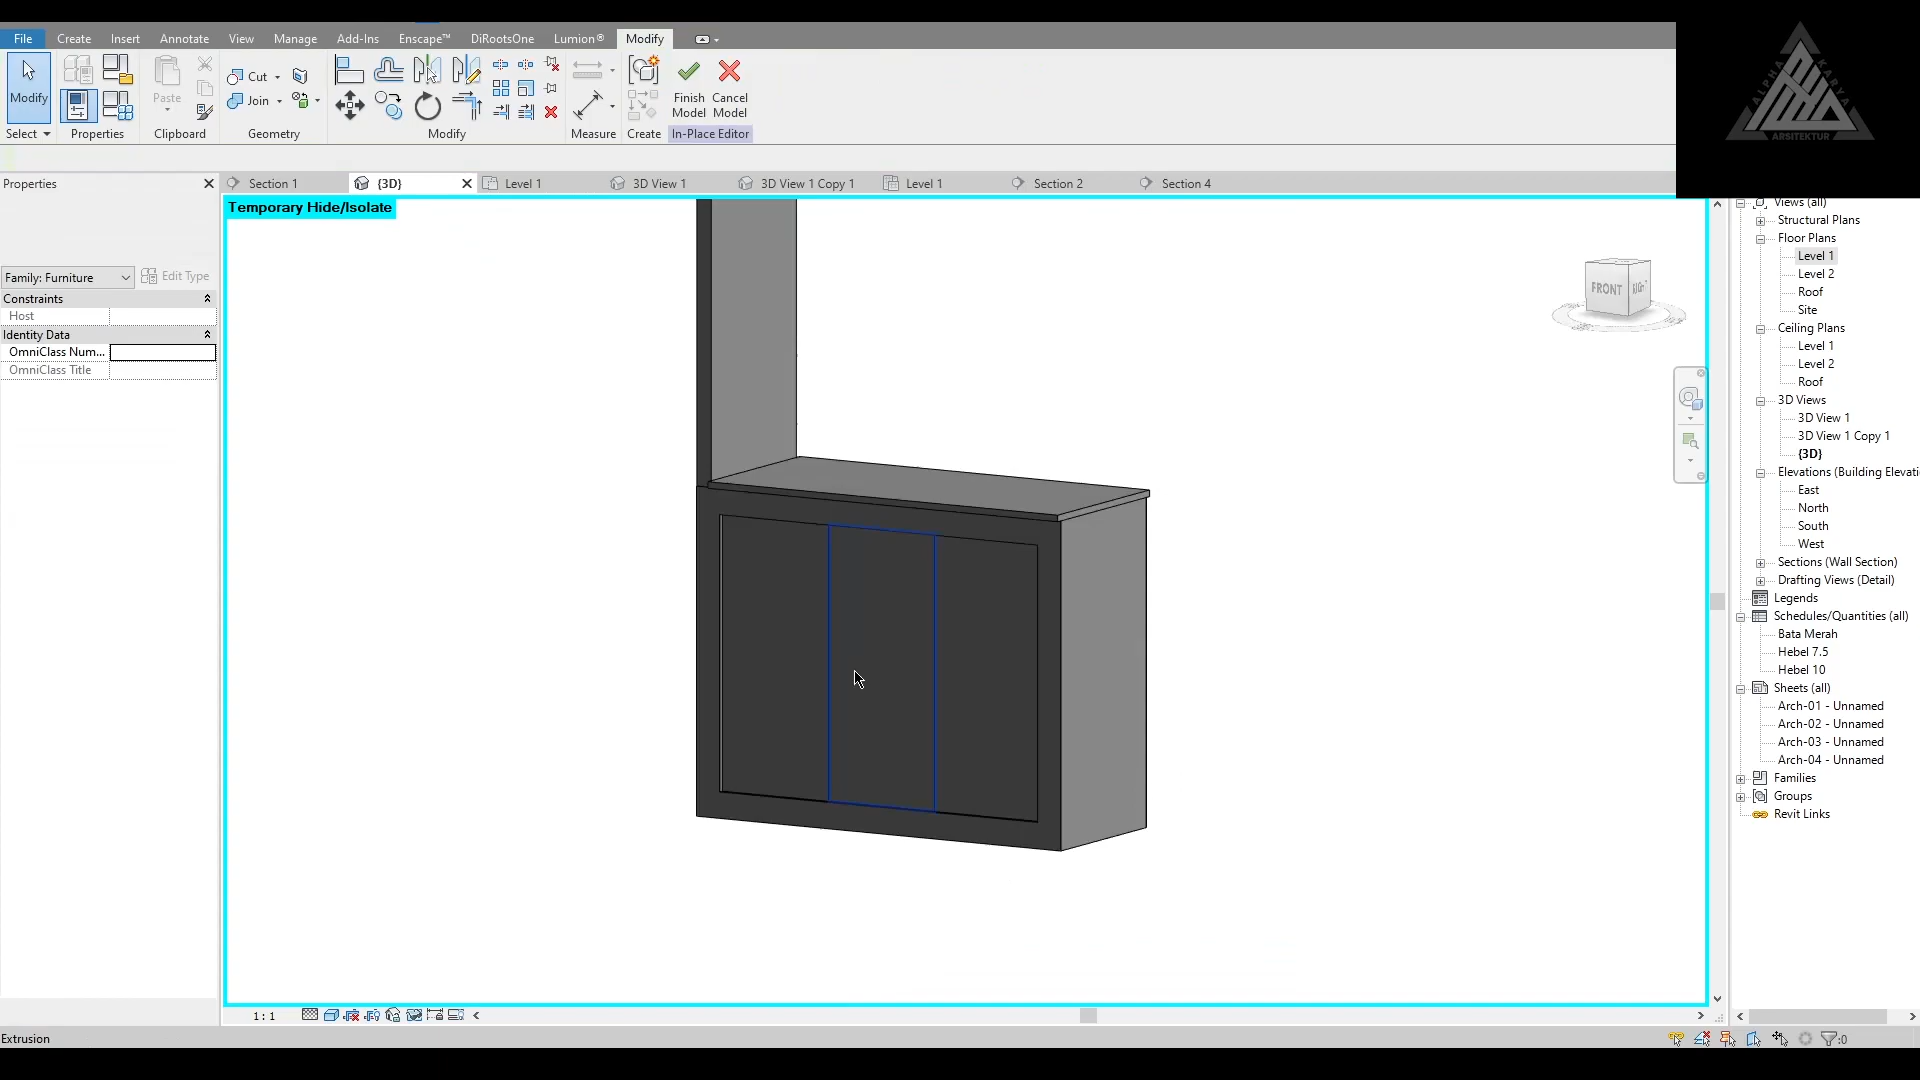 File Create Insert Annotate View Manage Add-Ins Enscape™ DiRootsOne Lumion® Modify
Modify
Paste
Cut
Join
Finish Model
Cancel Model
Select Properties Clipboard Geometry Modify Measure Create In-Place Editor
ALPHA KARYA
ARSITEKTUR
Properties
Section 1 {3D} Level 1 3D View 1 3D View 1 Copy 1 Level 1 Section 2 Section 4
Temporary Hide/Isolate
Family: Furniture
Edit Type
Constraints
Host
Identity Data
OmniClass Num...
OmniClass Title
FRONT
Views (all)
Structural Plans
Floor Plans
Level 1
Level 2
Roof
Site
Ceiling Plans
Level 1
Level 2
Roof
3D Views
3D View 1
3D View 1 Copy 1
{3D}
Elevations (Building Elevati
East
North
South
West
Sections (Wall Section)
Drafting Views (Detail)
Legends
Schedules/Quantities (all)
Bata Merah
Hebel 7.5
Hebel 10
Sheets (all)
Arch-01 - Unnamed
Arch-02 - Unnamed
Arch-03 - Unnamed
Arch-04 - Unnamed
Families
Groups
Revit Links
1 : 1
Extrusion
:0